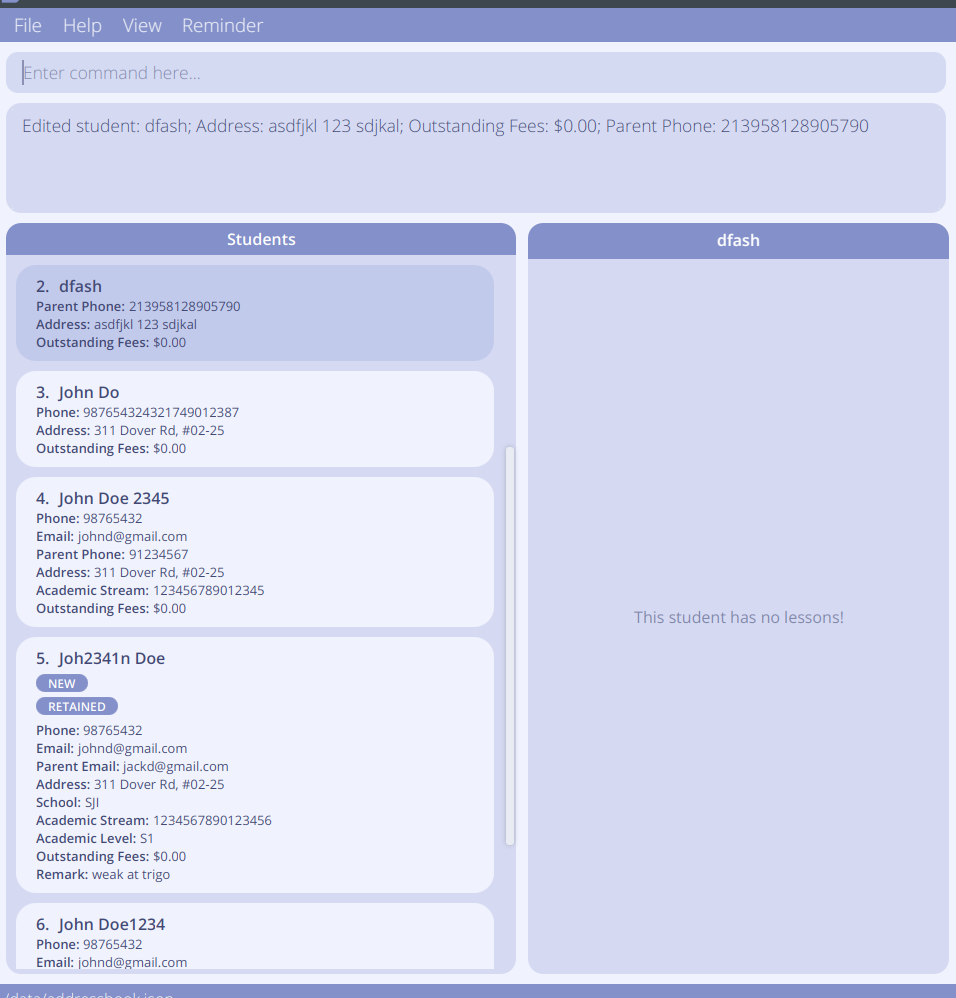 File Help View Reminder
Enter command here...
Edited student: dfash; Address: asdfjkl 123 sdjkal; Outstanding Fees: $0.00; Parent Phone: 213958128905790
Students
2. dfash
Parent Phone: 213958128905790
Address: asdfjkl 123 sdjkal
Outstanding Fees: $0.00
3. John Do
Phone: 987654324321749012387
Address: 311 Dover Rd, #02-25
Outstanding Fees: $0.00
4. John Doe 2345
Phone: 98765432
Email: johnd@gmail.com
Parent Phone: 91234567
Address: 311 Dover Rd, #02-25
Academic Stream: 123456789012345
Outstanding Fees: $0.00
5. Joh2341n Doe
NEW
RETAINED
Phone: 98765432
Email: johnd@gmail.com
Parent Email: jackd@gmail.com
Address: 311 Dover Rd, #02-25
School: SJI
Academic Stream: 1234567890123456
Academic Level: S1
Outstanding Fees: $0.00
Remark: weak at trigo
6. John Doe1234
Phone: 98765432
Email: johnd@gmail.com
dfash
This student has no lessons!
/data/addressbook.json